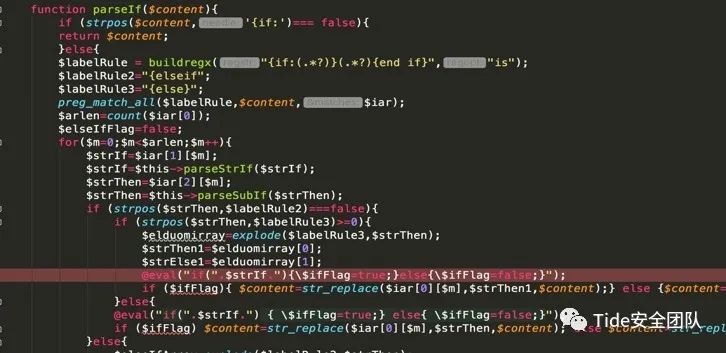 function parseIf($content){
if (strpos($content, needle: '{if:')=== false){
return $content;
}else{
$labelRule = buildregx( regstr: "{if:(.*?)}(.*?){end if}", regopt: "is");
$labelRule2="{elseif";
$labelRule3="{else}";
preg_match_all($labelRule,$content, &matches: $iar);
$arlen=count($iar[0]);
$elseIfFlag=false;
for($m=0;$m<$arlen;$m++){
$strIf=$iar[1][$m];
$strIf=$this->parseStrIf($strIf);
$strThen=$iar[2][$m];
$strThen=$this->parseSubIf($strThen);
if (strpos($strThen,$labelRule2)===false){
if (strpos($strThen,$labelRule3)>=0){
$elduomirray=explode($labelRule3,$strThen);
$strThen1=$elduomirray[0];
$strElse1=$elduomirray[1];
@eval("if(".$strIf."){\$ifFlag=true;}else{\$ifFlag=false;}");
if ($ifFlag){ $content=str_replace($iar[0][$m],$strThen1,$content);} else {$content=str
}else{
@eval("if(".$strIf.") { \$ifFlag=true;} else{ \$ifFlag=false;}")
if ($ifFlag) $content=str_replace($iar[0][$m],$strThen,$content); else $content=str_repl
}else{
Tide安全团队